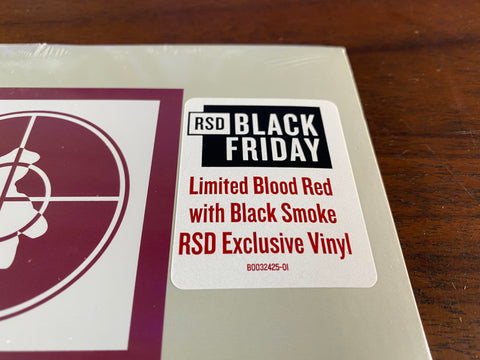 RSD BLACK
FRIDAY
Limited Blood Red
with Black Smoke
RSD Exclusive Vinyl
B0032425-01